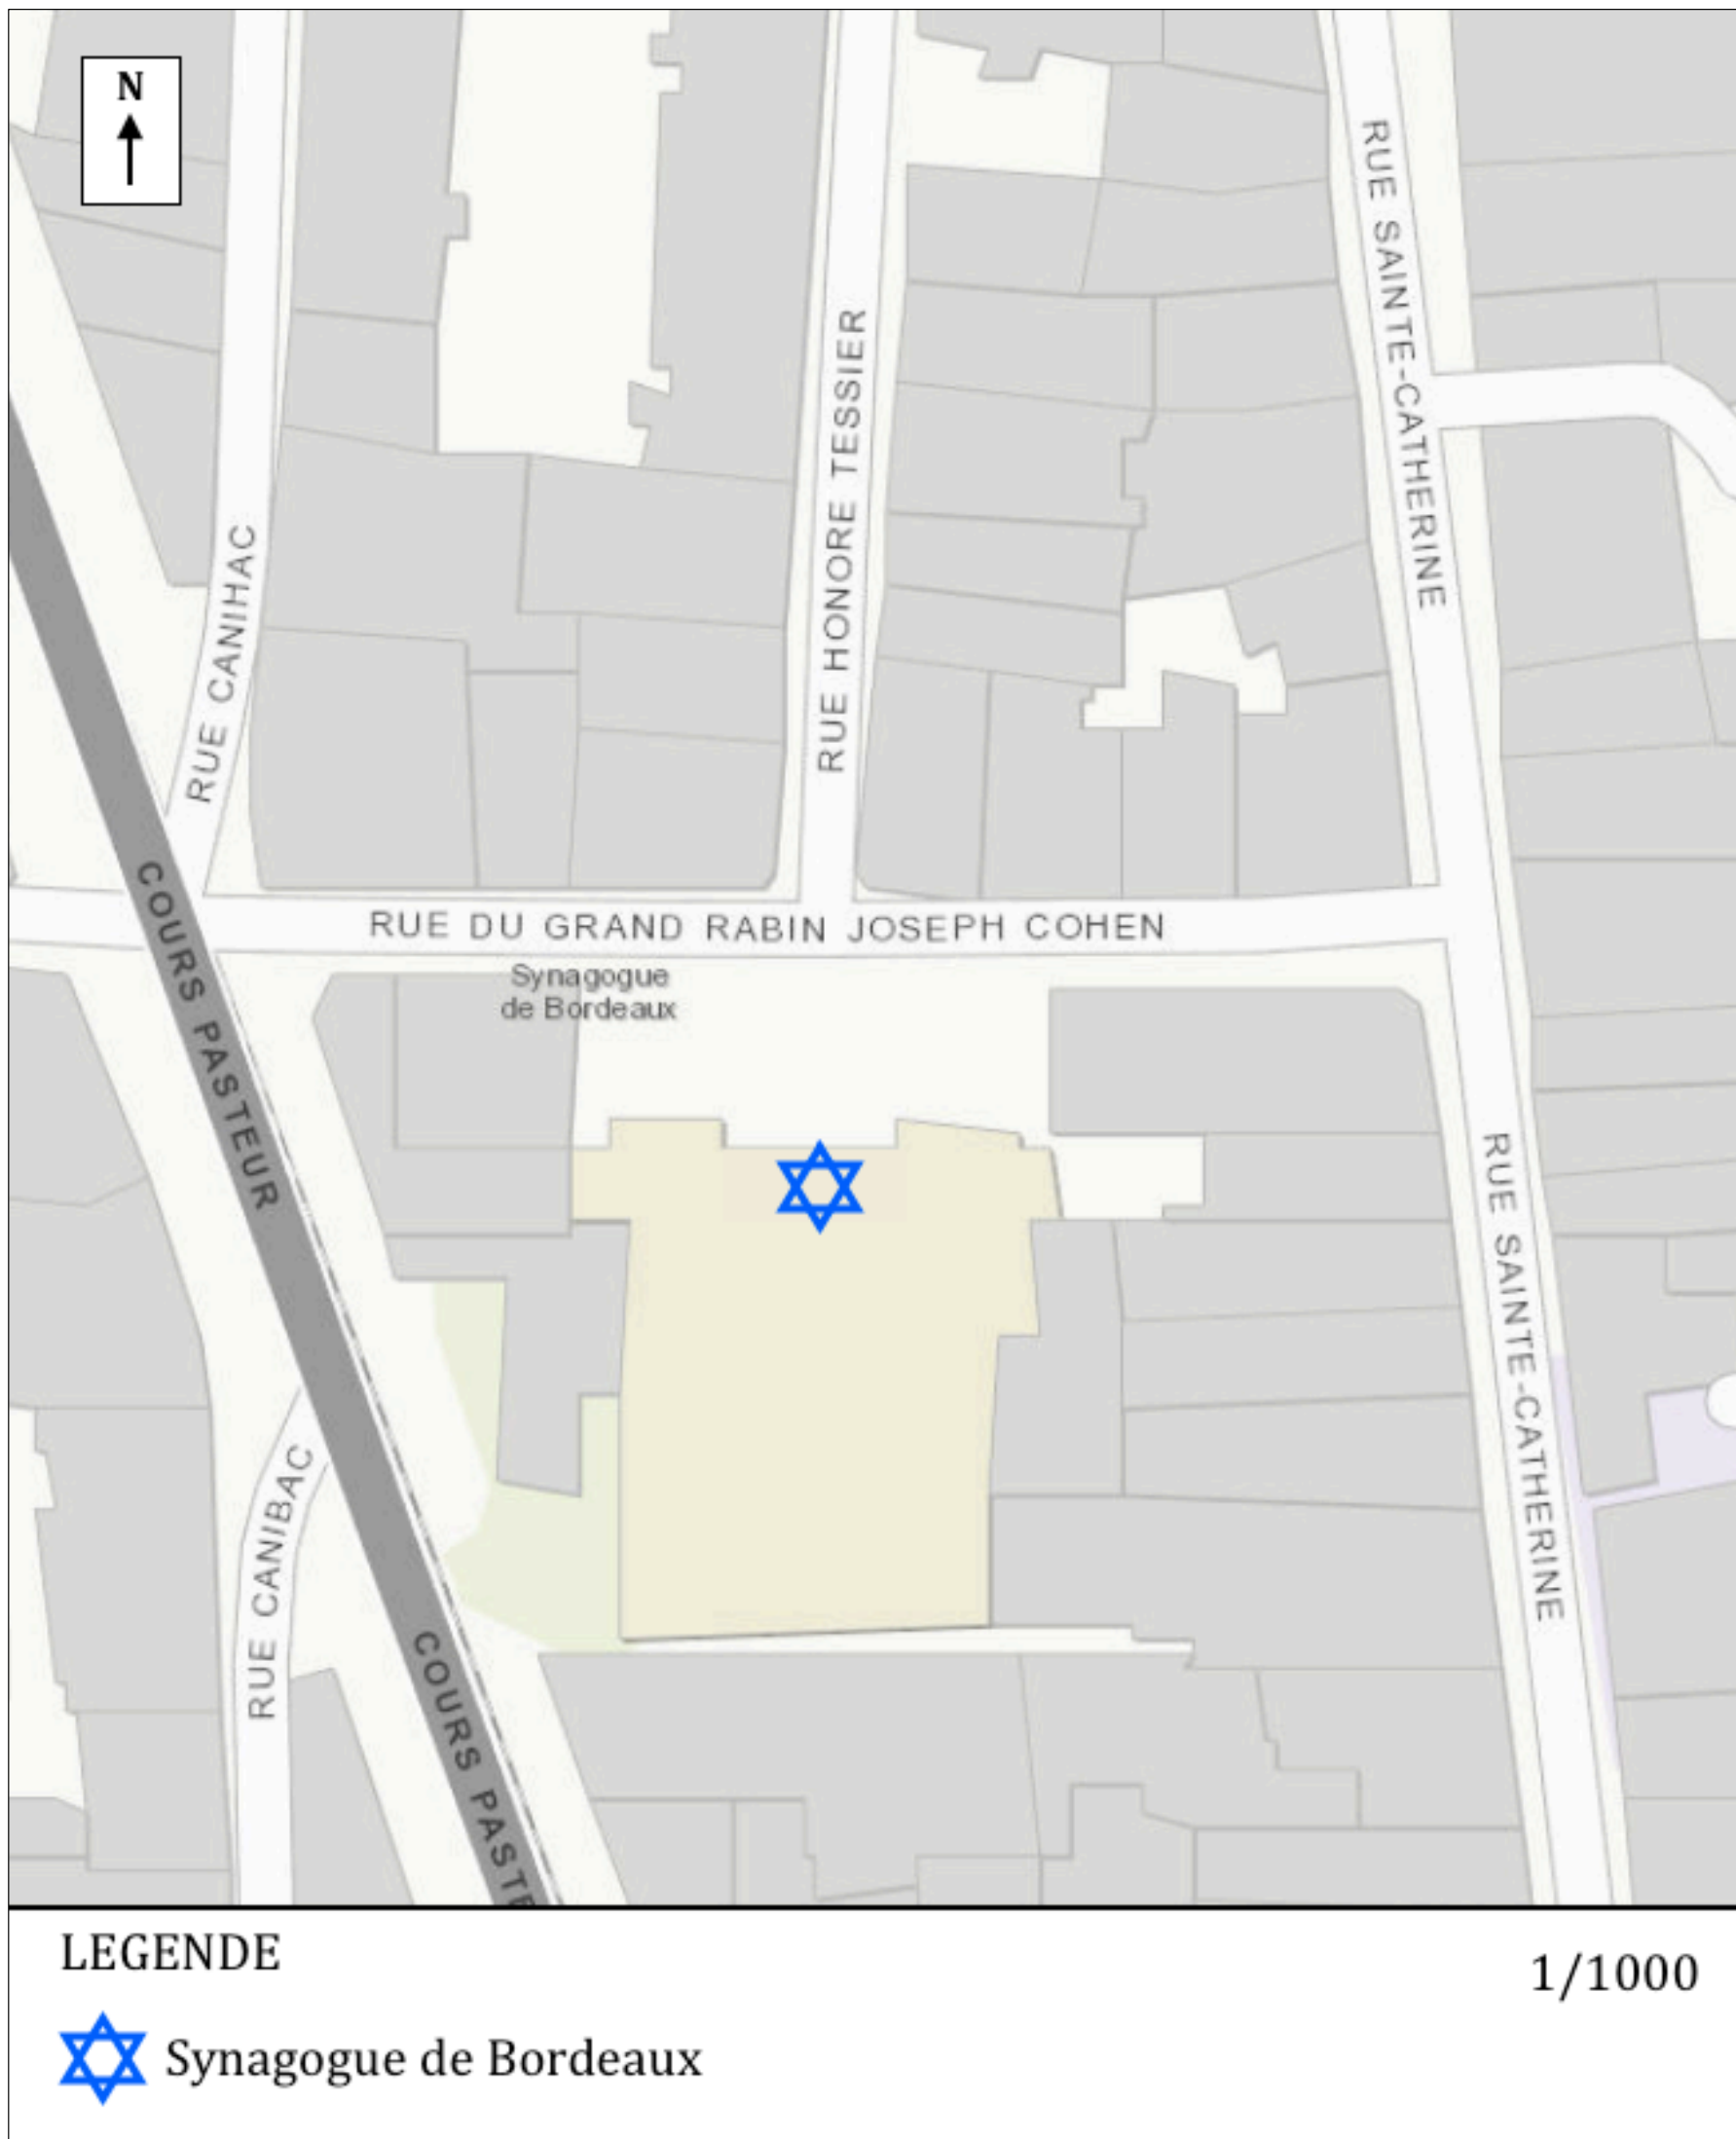 N
RUE SAINTE-CATHERINE
RUE HONORE TESSIER
RUE CANIHAC
COURS PASTEUR
RUE DU GRAND RABIN JOSEPH COHEN
Synagogue
de Bordeaux
RUE SAINTE-CATHERINE
RUE CANIBAC
COURS PASTE
LEGENDE
1/1000
Synagogue de Bordeaux